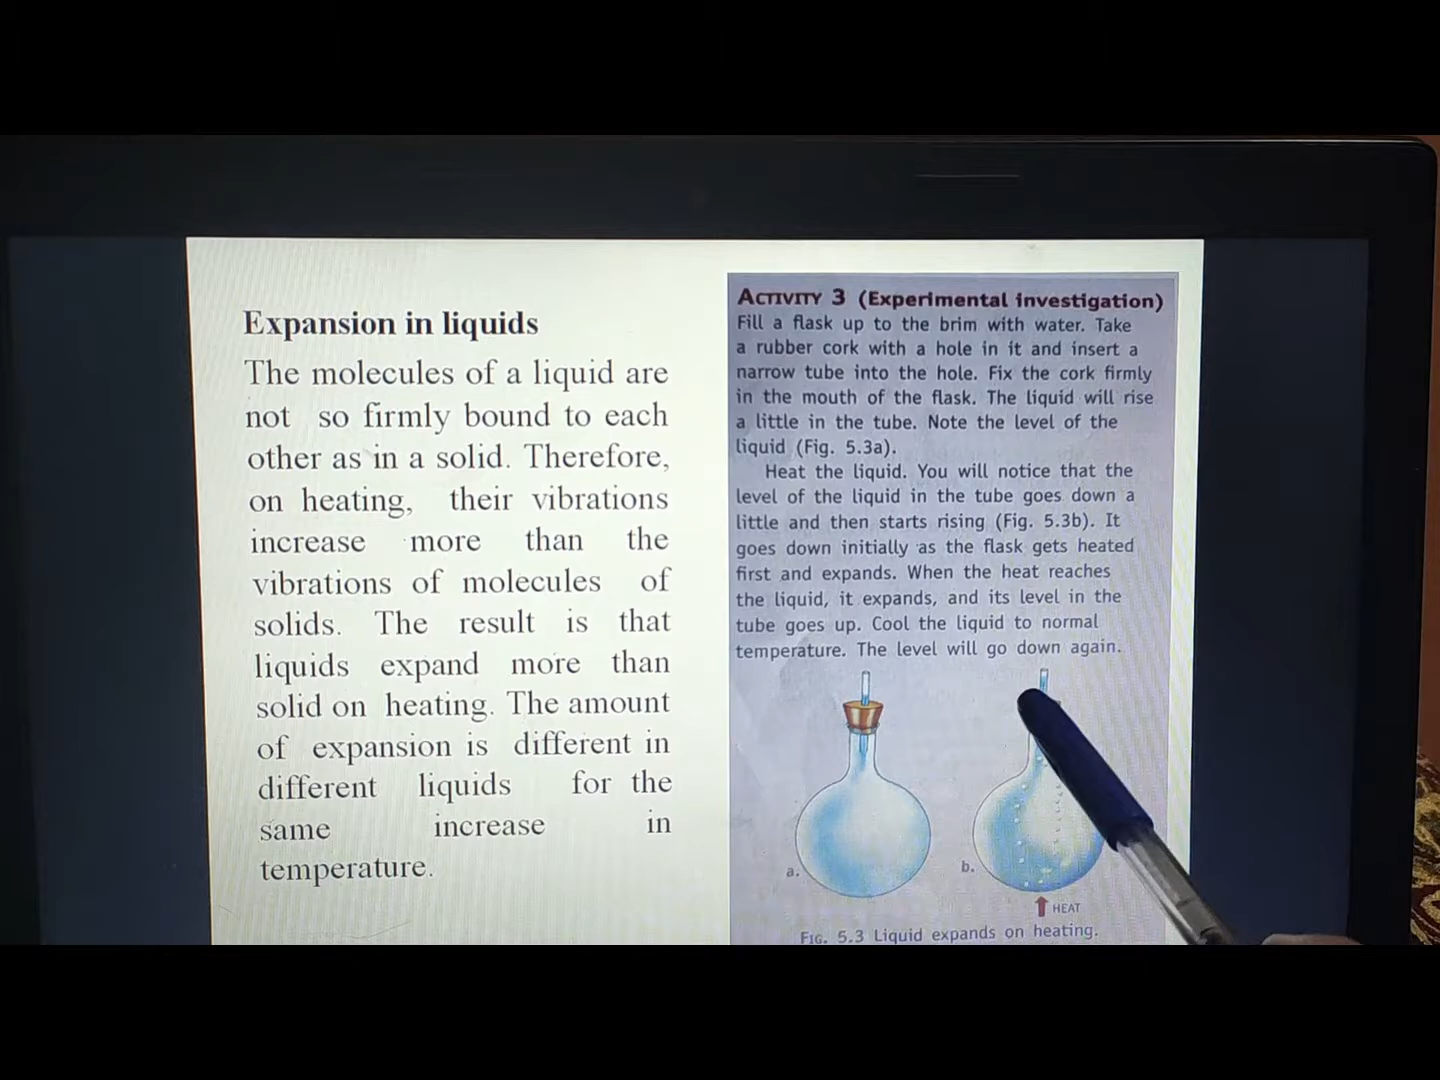 Expansion in liquids
The molecules of a liquid are
not so firmly bound to each
other as in a solid. Therefore,
on heating, their vibrations
increase more than the
vibrations of molecules of
solids. The result is that
liquids expand more than
solid on heating. The amount
of expansion is different in
different liquids for the
same increase in
temperature.
ACTIVITY 3 (Experimental investigation)
Fill a flask up to the brim with water. Take
a rubber cork with a hole in it and insert a
narrow tube into the hole. Fix the cork firmly
in the mouth of the flask. The liquid will rise
a little in the tube. Note the level of the
liquid (Fig. 5.3a).
Heat the liquid. You will notice that the
level of the liquid in the tube goes down a
little and then starts rising (Fig. 5.3b). It
goes down initially as the flask gets heated
first and expands. When the heat reaches
the liquid, it expands, and its level in the
tube goes up. Cool the liquid to normal
temperature. The level will go down again.
a.
b.
HEAT
FIG. 5.3 Liquid expands on heating.